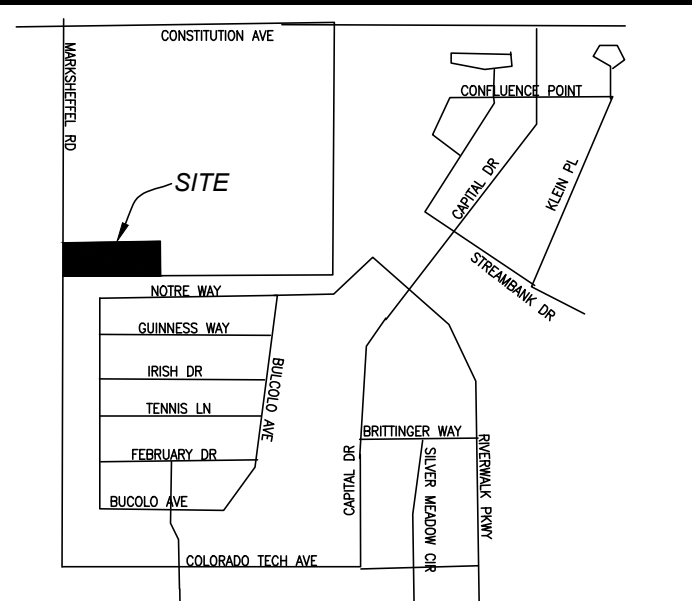 CONSTITUTION AVE
MARKSHEFFEL RD
CONFLUENCE POINT
SITE
CAPITAL DR
KLEIN PL
STREAMBANK DR
NOTRE WAY
GUINNESS WAY
IRISH DR
BULCOLO AVE
TENNIS LN
FEBRUARY DR
BRITTINGER WAY
CAPITAL DR
SILVER MEADOW CIR
RIVERWALK PKWY
BUCOLO AVE
COLORADO TECH AVE